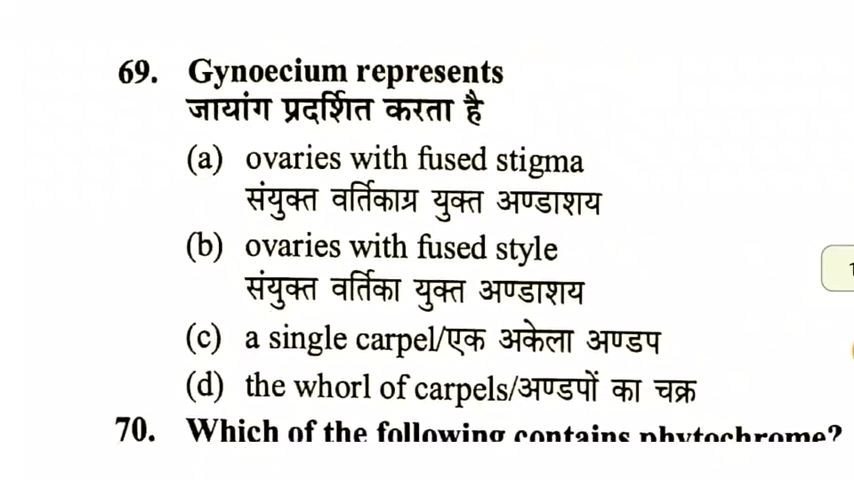 69. Gynoecium represents
जायांग प्रदर्शित करता है
(a) ovaries with fused stigma
संयुक्त वर्तिकाग्र युक्त अण्डाशय
(b) ovaries with fused style
संयुक्त वर्तिका युक्त अण्डाशय
(c) a single carpel/एक अकेला अण्डप
(d) the whorl of carpels/अण्डपों का चक्र
70. Which of the following contains phytochrome?